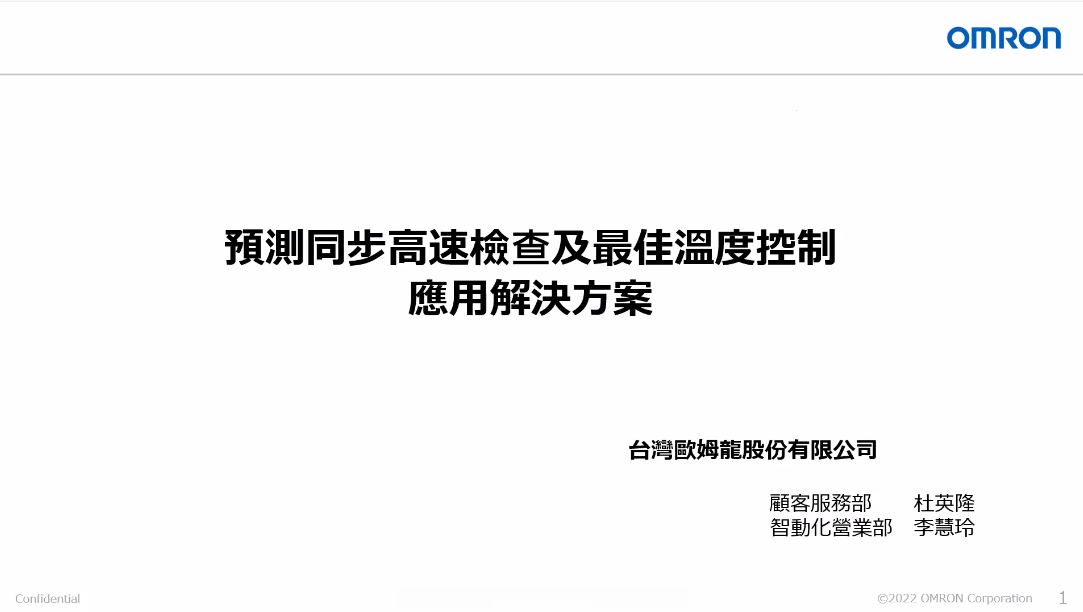 OMRON
預測同步高速檢查及最佳溫度控制
應用解決方案
台灣歐姆龍股份有限公司
顧客服務部 杜英隆
智動化營業部 李慧玲
Confidential
©2022 OMRON Corporation 1